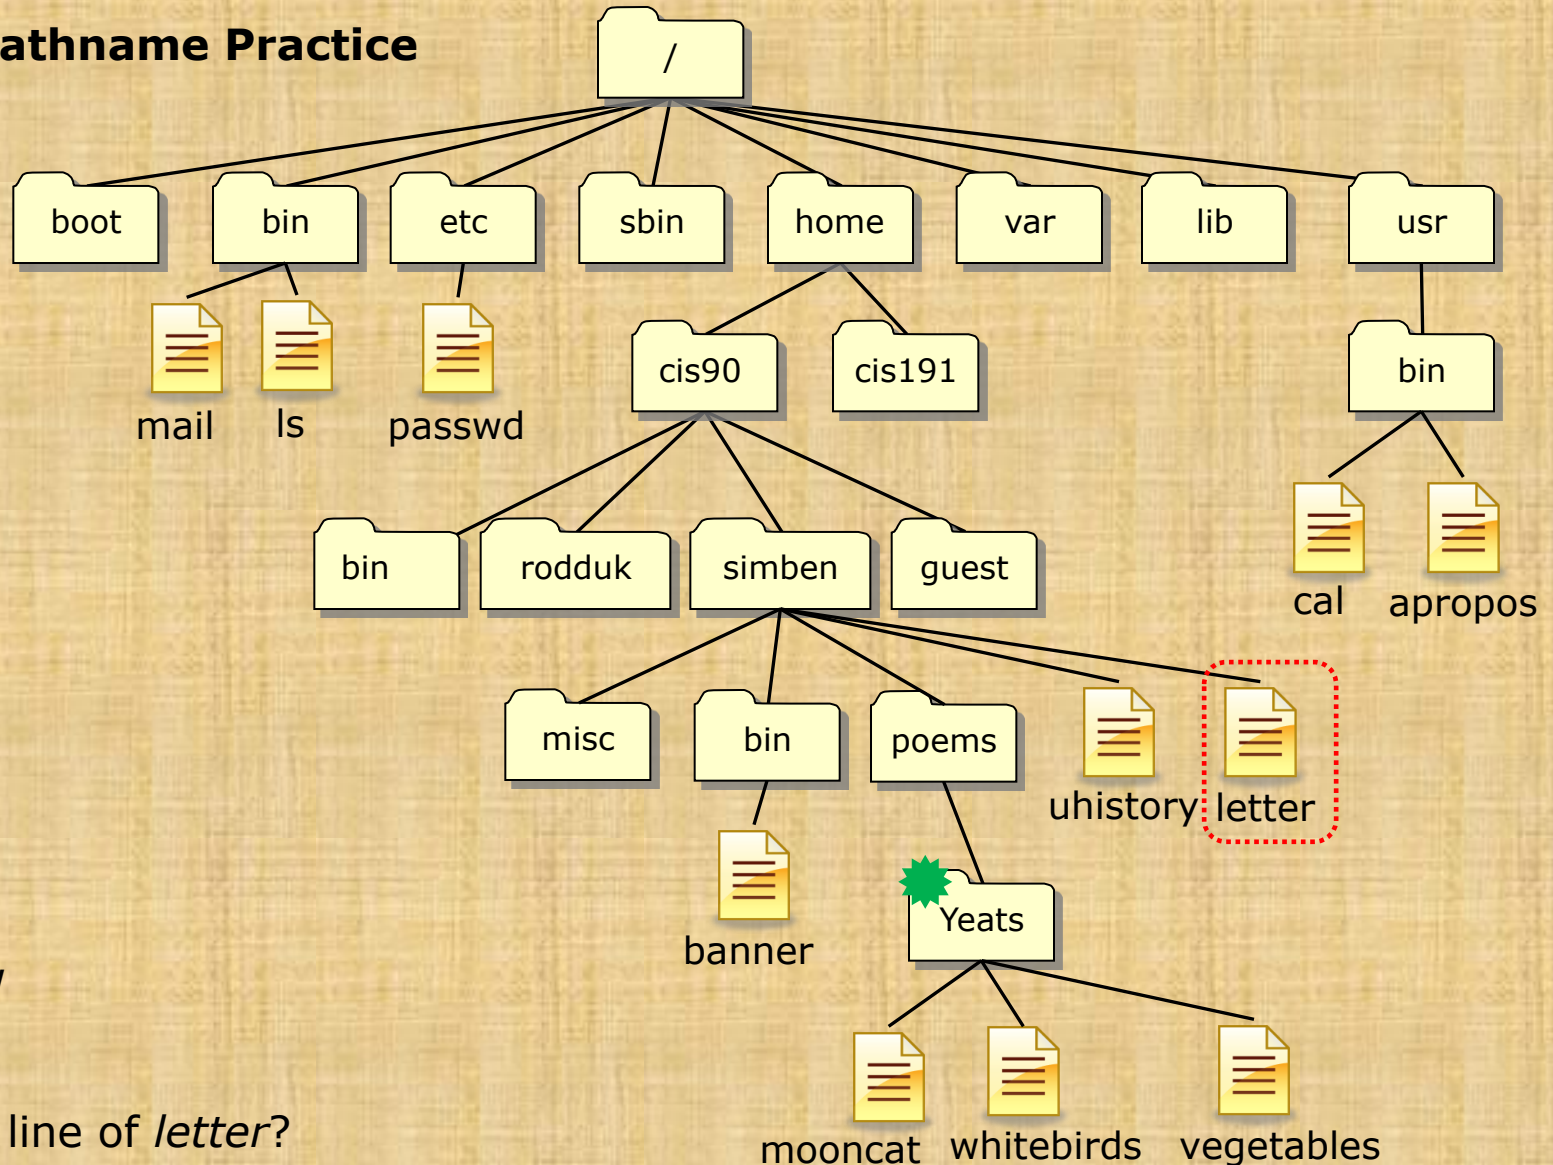 athname Practice
/
boot bin etc sbin home var lib usr
mail ls passwd
cis90 cis191 bin
bin rodduk simben guest
cal apropos
misc bin poems
uhistory letter
banner
Yeats
line of letter?
mooncat whitebirds vegetables